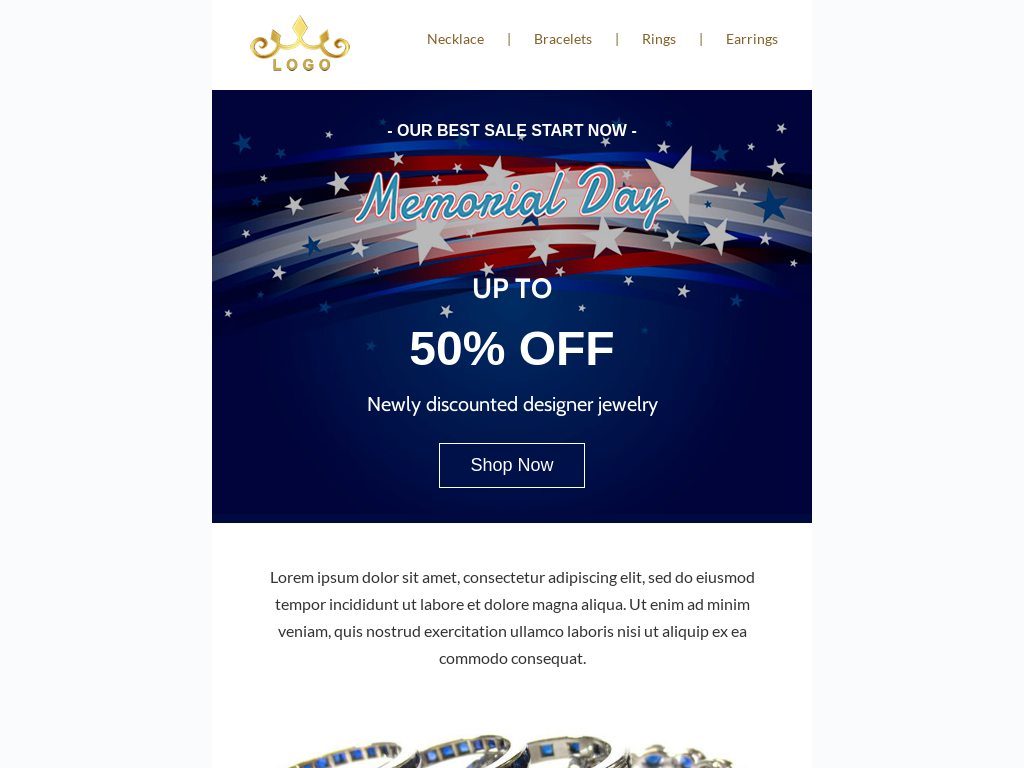 LOGO
Necklace | Bracelets | Rings | Earrings
- OUR BEST SALE START NOW -
Memorial Day
UP TO
50% OFF
Newly discounted designer jewelry
Shop Now
Lorem ipsum dolor sit amet, consectetur adipiscing elit, sed do eiusmod
tempor incididunt ut labore et dolore magna aliqua. Ut enim ad minim
veniam, quis nostrud exercitation ullamco laboris nisi ut aliquip ex ea
commodo consequat.